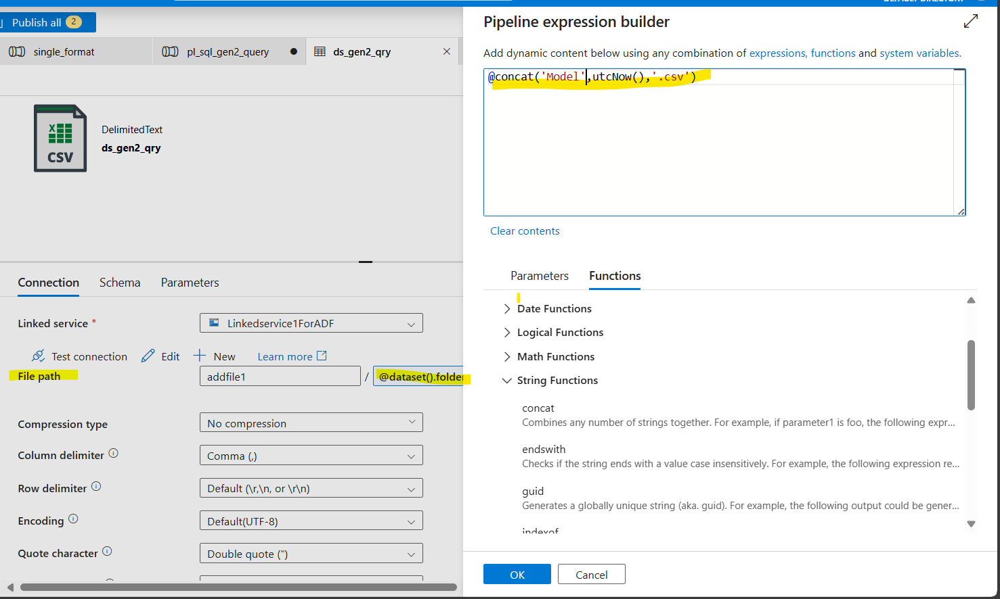 Publish all 2
single_format
pl_sql_gen2_query
ds_gen2_qry
CSV
DelimitedText
ds_gen2_qry
Connection Schema Parameters
Linked service *
Linkedservice1ForADF
Test connection Edit New Learn more
File path
addfile1 / @dataset().folder
Compression type
No compression
Column delimiter
Comma (,)
Row delimiter
Default (\r,\n, or \r\n)
Encoding
Default(UTF-8)
Quote character
Double quote (")
Pipeline expression builder
Add dynamic content below using any combination of expressions, functions and system variables.
@concat('Model',utcNow(),'.csv')
Clear contents
Parameters Functions
Date Functions
Logical Functions
Math Functions
String Functions
concat
Combines any number of strings together. For example, if parameter1 is foo, the following expr...
endswith
Checks if the string ends with a value case insensitively. For example, the following expression re...
guid
Generates a globally unique string (aka. guid). For example, the following output could be gener...
indexof
OK Cancel